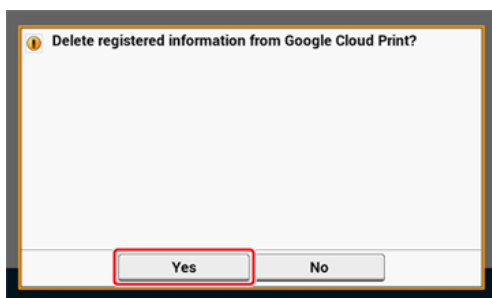 Delete registered information from Google Cloud Print?
Yes
No